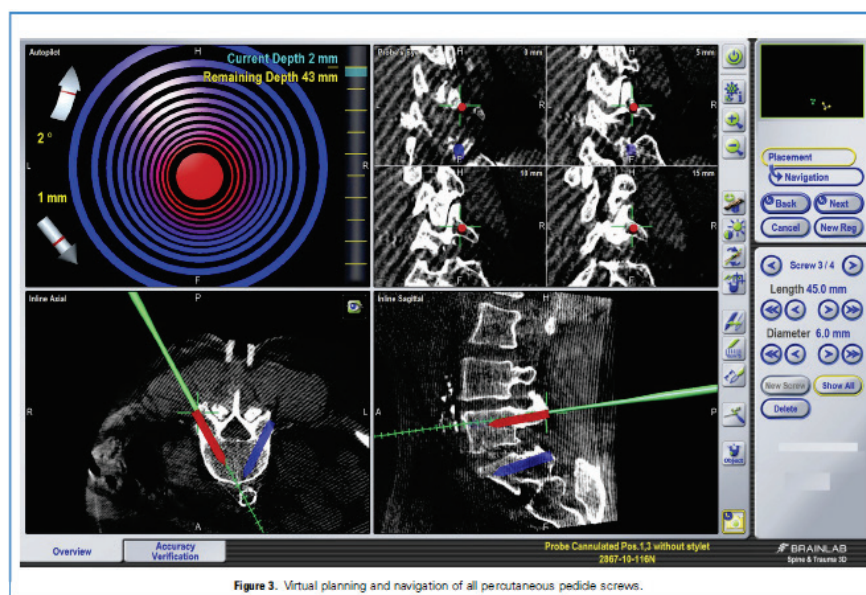 Autopilot
H
Current Depth 2 mm
Remaining Depth 43 mm
2 °
L
R
1 mm
F
H
0 mm
L
R
F
H
5 mm
L
R
F
H
10 mm
L
R
F
H
15 mm
L
R
F
Placement
Navigation
Back
Next
Cancel
New Reg
Screw 3 / 4
Length 45.0 mm
Diameter 6.0 mm
New Screw
Show All
Delete
Object
Inline Axial
P
R
L
A
Inline Sagittal
H
A
P
F
Overview
Accuracy
Verification
Probe Cannulated Pos.1,3 without stylet
2867-10-116N
BRAINLAB
Spine & Trauma 3D
Figure 3. Virtual planning and navigation of all percutaneous pedicle screws.